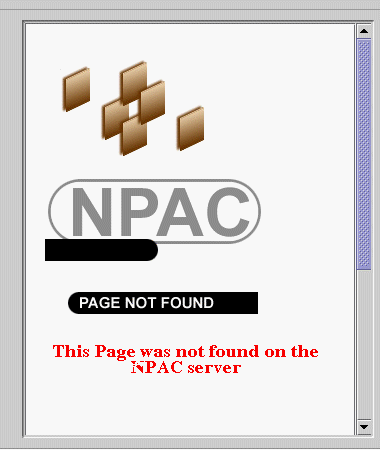 NPAC
PAGE NOT FOUND
This Page was not found on the
NPAC server